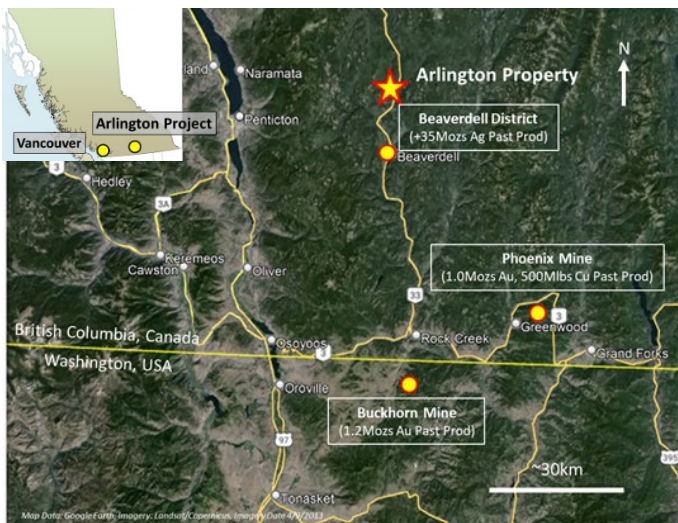 Vancouver
Arlington Project
N
Arlington Property
Beaverdell District
(+35Mozs Ag Past Prod)
Beaverdell
land
Naramata
Penticton
3
Hedley
3A
Keremeos
Cawston
Oliver
Phoenix Mine
(1.0Mozs Au, 500Mlbs Cu Past Prod)
33
3
Greenwood
British Columbia, Canada
Osoyoos
3
Rock Creek
Grand Forks
Washington, USA
Oroville
Buckhorn Mine
(1.2Mozs Au Past Prod)
97
395
~30km
Tonasket
Map Data: Google Earth, Imagery: Landsat/Copernicus, Imagery Date 4/9/2013